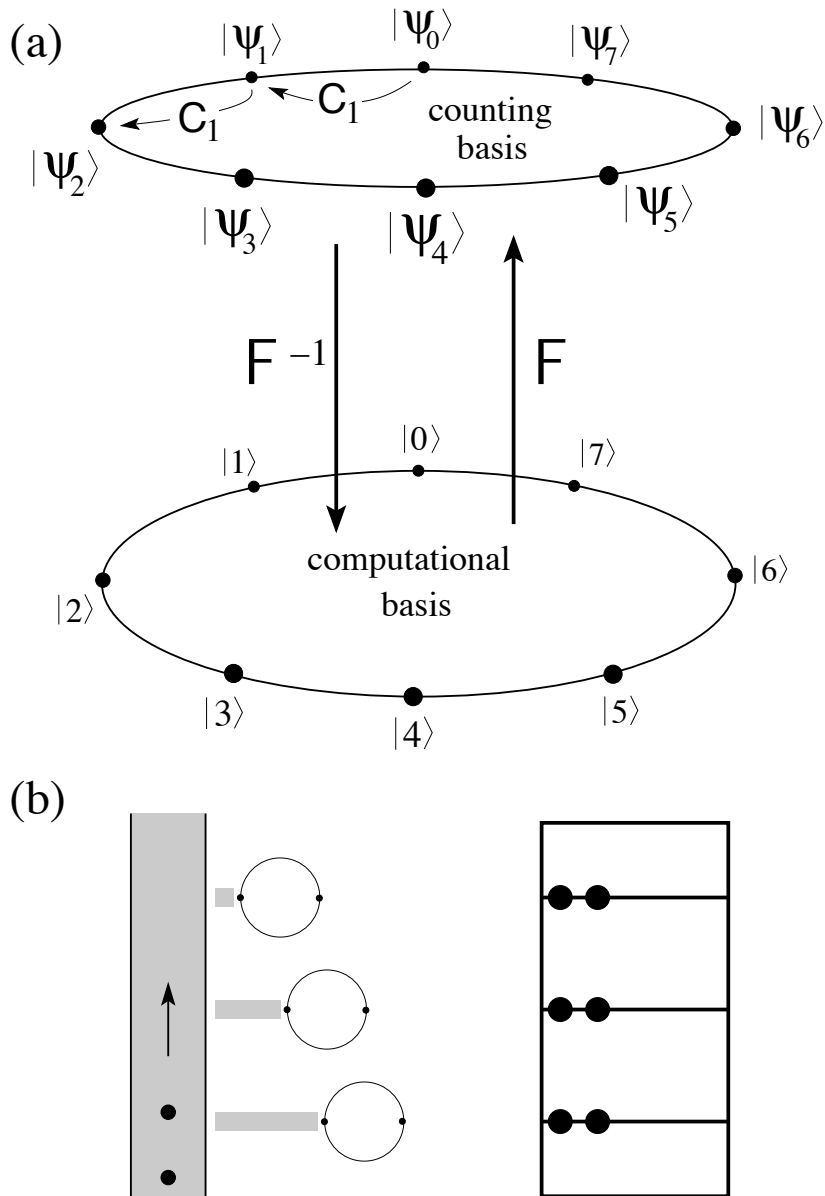 (a)
|Ψ₁⟩ |Ψ₀⟩ |Ψ₇⟩
C₁ C₁
counting
basis
|Ψ₂⟩ |Ψ₆⟩
|Ψ₃⟩ |Ψ₄⟩ |Ψ₅⟩
F⁻¹ F
|1⟩ |0⟩ |7⟩
computational
basis
|2⟩ |6⟩
|3⟩ |4⟩ |5⟩
(b)